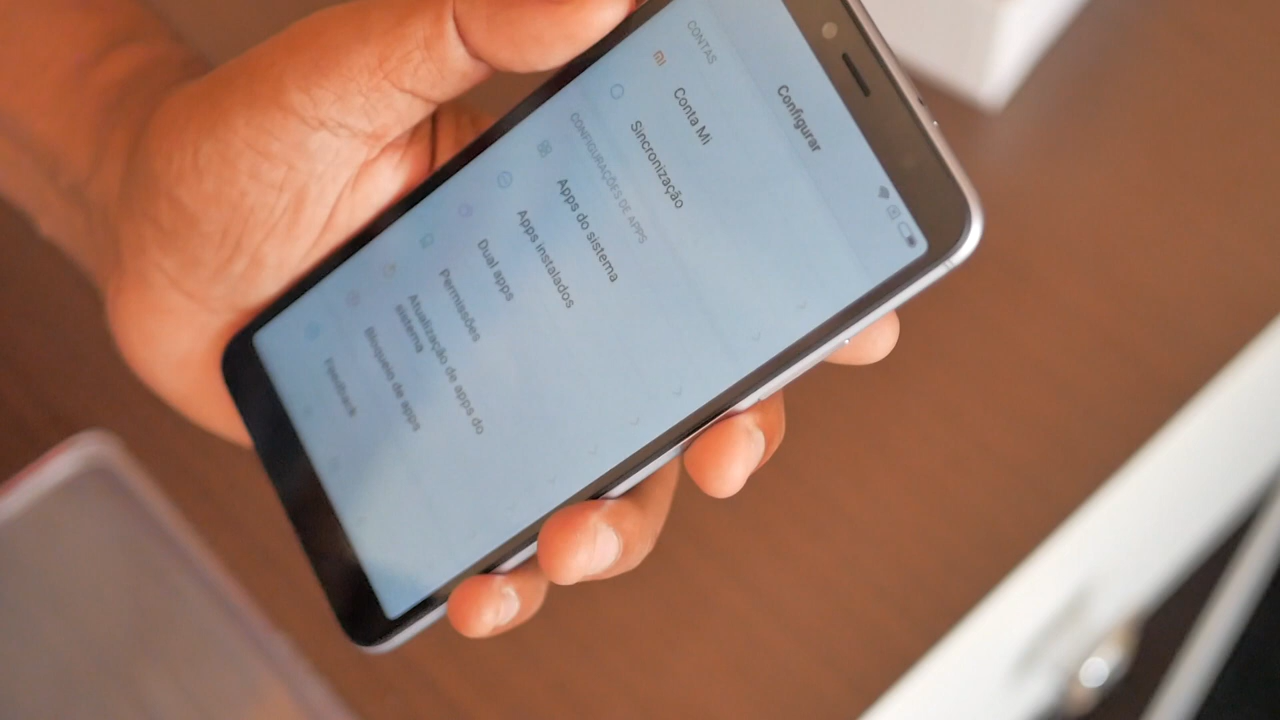 Configurar
CONTAS
mi
Conta Mi
Sincronização
CONFIGURAÇÕES DE APPS
Apps do sistema
Apps instalados
Dual apps
Permissões
Atualização de apps do
sistema
Bloqueio de apps
Feedback